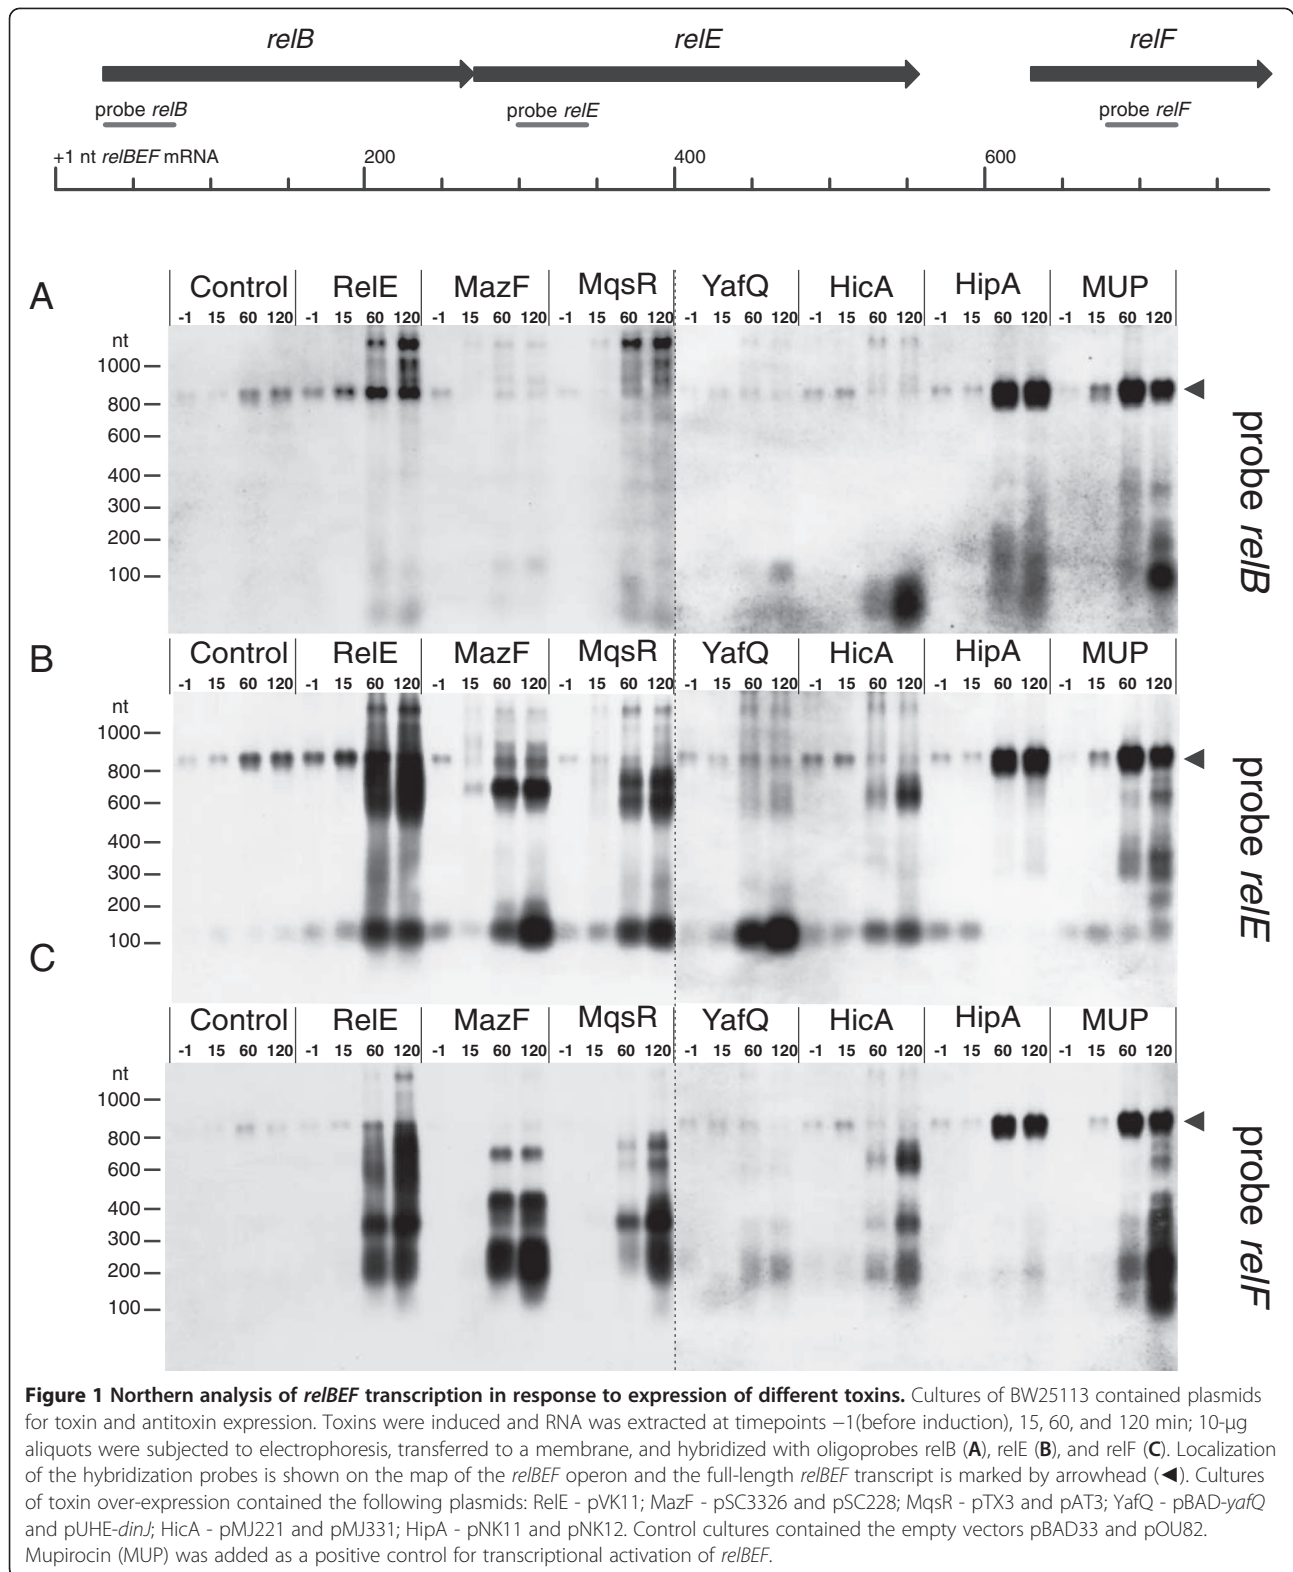 relB relE relF
probe relB probe relE probe relF
+1 nt relBEF mRNA 200 400 600
A
Control RelE MazF MqsR YafQ HicA HipA MUP
-1 15 60 120 -1 15 60 120 -1 15 60 120 -1 15 60 120 -1 15 60 120 -1 15 60 120 -1 15 60 120 -1 15 60 120
nt
1000
800
600
400
300
200
100
probe relB
B
Control RelE MazF MqsR YafQ HicA HipA MUP
-1 15 60 120 -1 15 60 120 -1 15 60 120 -1 15 60 120 -1 15 60 120 -1 15 60 120 -1 15 60 120 -1 15 60 120
nt
1000
800
600
400
300
200
100
probe relE
C
Control RelE MazF MqsR YafQ HicA HipA MUP
-1 15 60 120 -1 15 60 120 -1 15 60 120 -1 15 60 120 -1 15 60 120 -1 15 60 120 -1 15 60 120 -1 15 60 120
nt
1000
800
600
400
300
200
100
probe relF
Figure 1 Northern analysis of relBEF transcription in response to expression of different toxins. Cultures of BW25113 contained plasmids
for toxin and antitoxin expression. Toxins were induced and RNA was extracted at timepoints −1(before induction), 15, 60, and 120 min; 10-μg
aliquots were subjected to electrophoresis, transferred to a membrane, and hybridized with oligoprobes relB (A), relE (B), and relF (C). Localization
of the hybridization probes is shown on the map of the relBEF operon and the full-length relBEF transcript is marked by arrowhead (◄). Cultures
of toxin over-expression contained the following plasmids: RelE - pVK11; MazF - pSC3326 and pSC228; MqsR - pTX3 and pAT3; YafQ - pBAD-yafQ
and pUHE-dinJ; HicA - pMJ221 and pMJ331; HipA - pNK11 and pNK12. Control cultures contained the empty vectors pBAD33 and pOU82.
Mupirocin (MUP) was added as a positive control for transcriptional activation of relBEF.